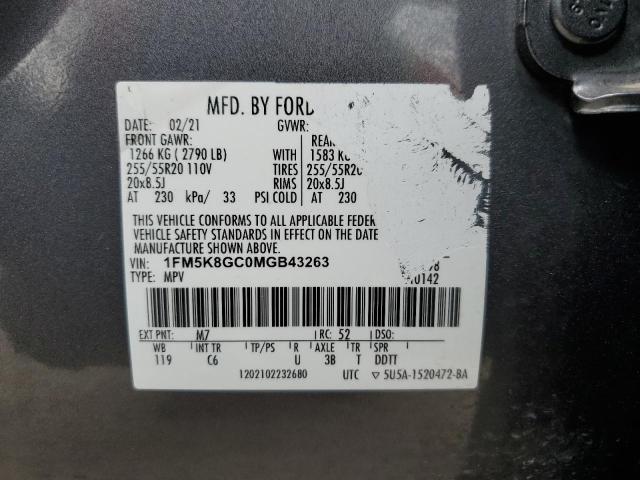 MFD. BY FORD
DATE: 02/21 GVWR:
FRONT GAWR: REAR
1266 KG ( 2790 LB) WITH 1583 KG
255/55R20 110V TIRES 255/55R20
20x8.5J RIMS 20x8.5J
AT 230 kPa/ 33 PSI COLD AT 230
THIS VEHICLE CONFORMS TO ALL APPLICABLE FEDER
VEHICLE SAFETY STANDARDS IN EFFECT ON THE DATE
MANUFACTURE SHOWN ABOVE.
VIN: 1FM5K8GC0MGB43263
TYPE: MPV 0142
EXT PNT: M7 RC: 52 DSO:
WB INT TR TP/PS R AXLE TR SPR
119 C6 U 3B T DDTT
1202102232680 UTC ▽ 5U5A-1520472-BA